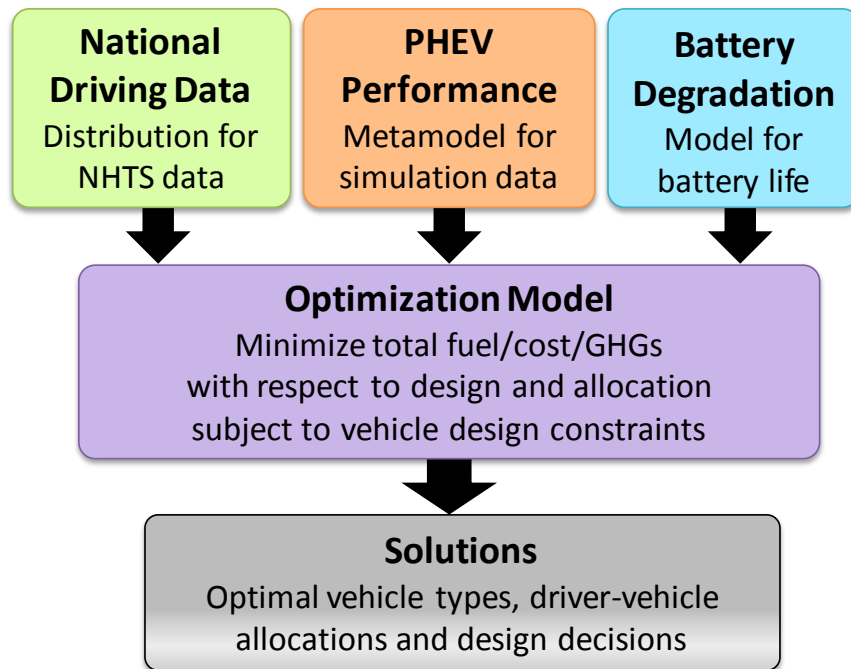 National
Driving Data
Distribution for
NHTS data
PHEV
Performance
Metamodel for
simulation data
Battery
Degradation
Model for
battery life
Optimization Model
Minimize total fuel/cost/GHGs
with respect to design and allocation
subject to vehicle design constraints
Solutions
Optimal vehicle types, driver-vehicle
allocations and design decisions